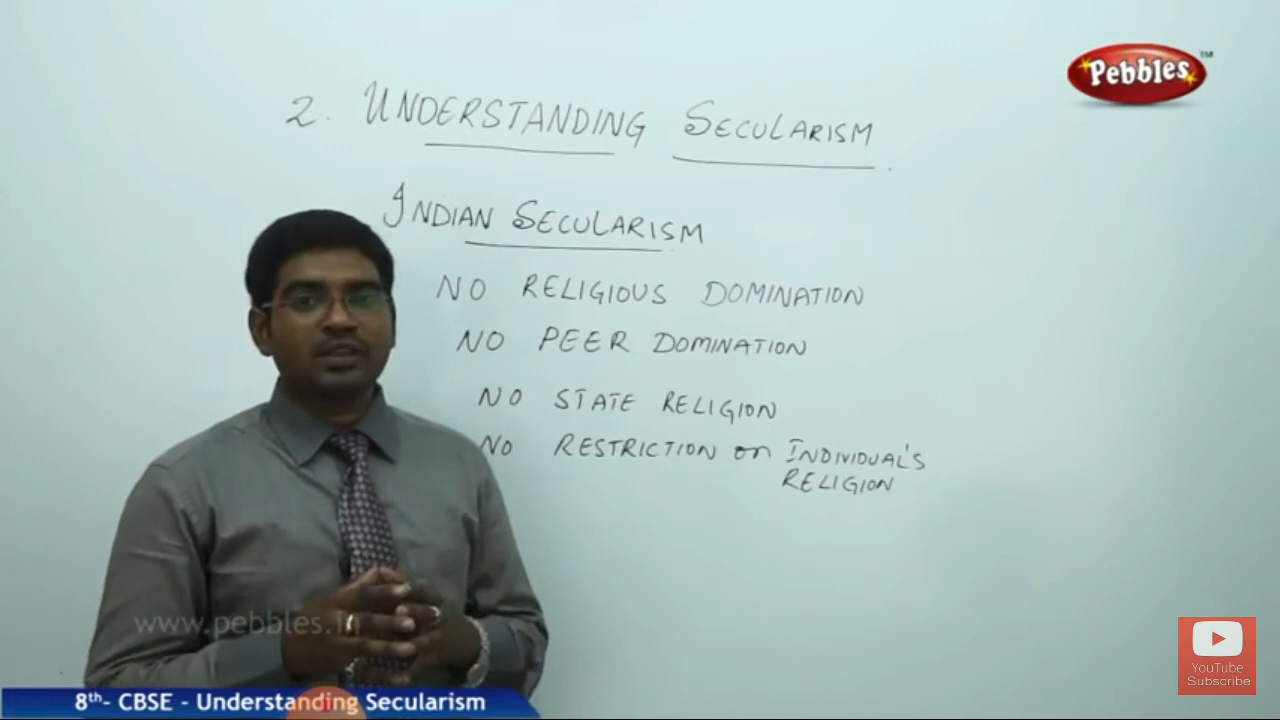 Pebbles™
2. UNDERSTANDING SECULARISM
INDIAN SECULARISM
NO RELIGIOUS DOMINATION
NO PEER DOMINATION
NO STATE RELIGION
NO RESTRICTION on INDIVIDUAL'S
RELIGION
www.pebbles.in
YouTube
Subscribe
8th- CBSE - Understanding Secularism